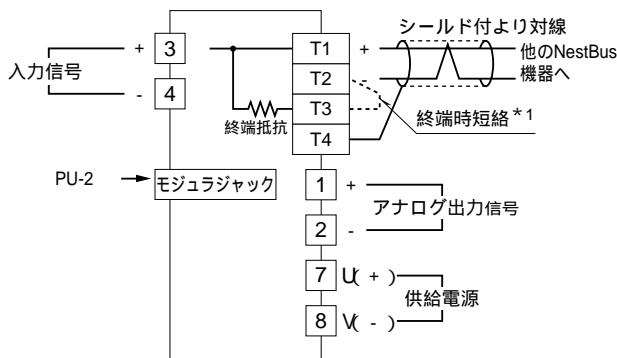 シールド付より対線
+ 3
入力信号
- 4
T1 +
T2 -
T3
T4
他のNestBus
機器へ
終端抵抗
終端時短絡*1
PU-2
モジュラジャック
1 +
アナログ出力信号
2 -
7 U( + )
供給電源
8 V( - )